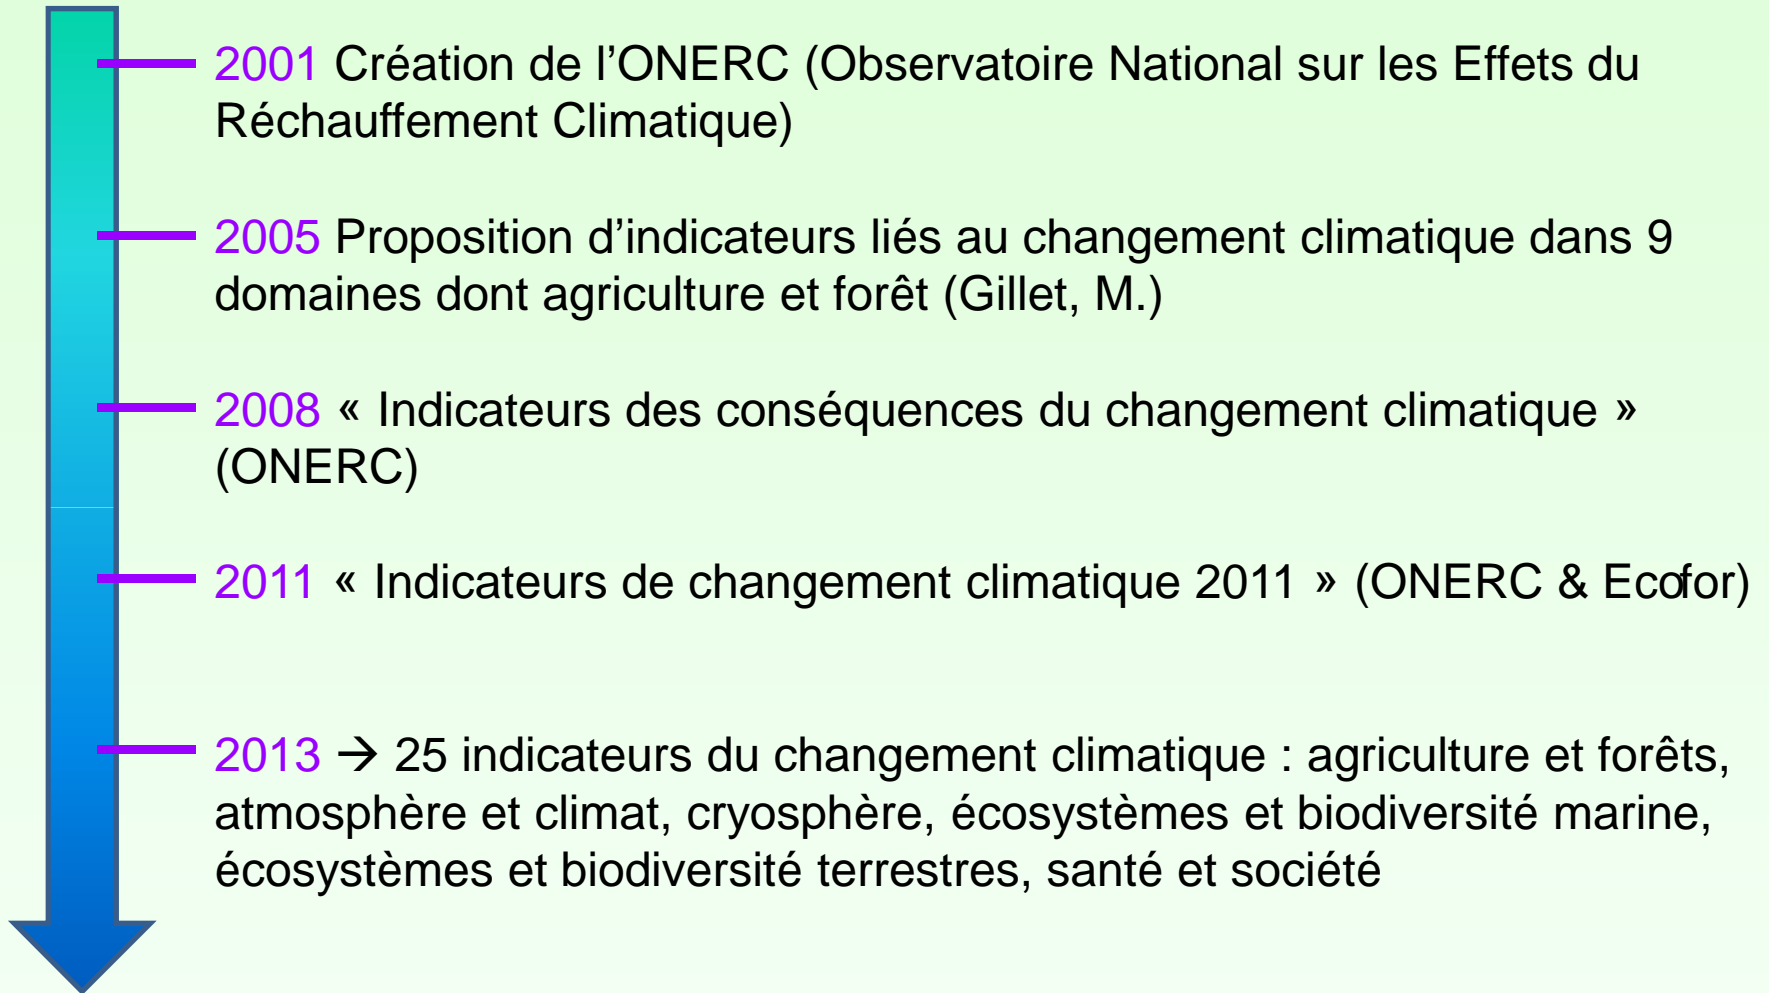 2001 Création de l’ONERC (Observatoire National sur les Effets du
Réchauffement Climatique)
2005 Proposition d’indicateurs liés au changement climatique dans 9
domaines dont agriculture et forêt (Gillet, M.)
2008 « Indicateurs des conséquences du changement climatique »
(ONERC)
2011 « Indicateurs de changement climatique 2011 » (ONERC & Ecofor)
2013 → 25 indicateurs du changement climatique : agriculture et forêts,
atmosphère et climat, cryosphère, écosystèmes et biodiversité marine,
écosystèmes et biodiversité terrestres, santé et société